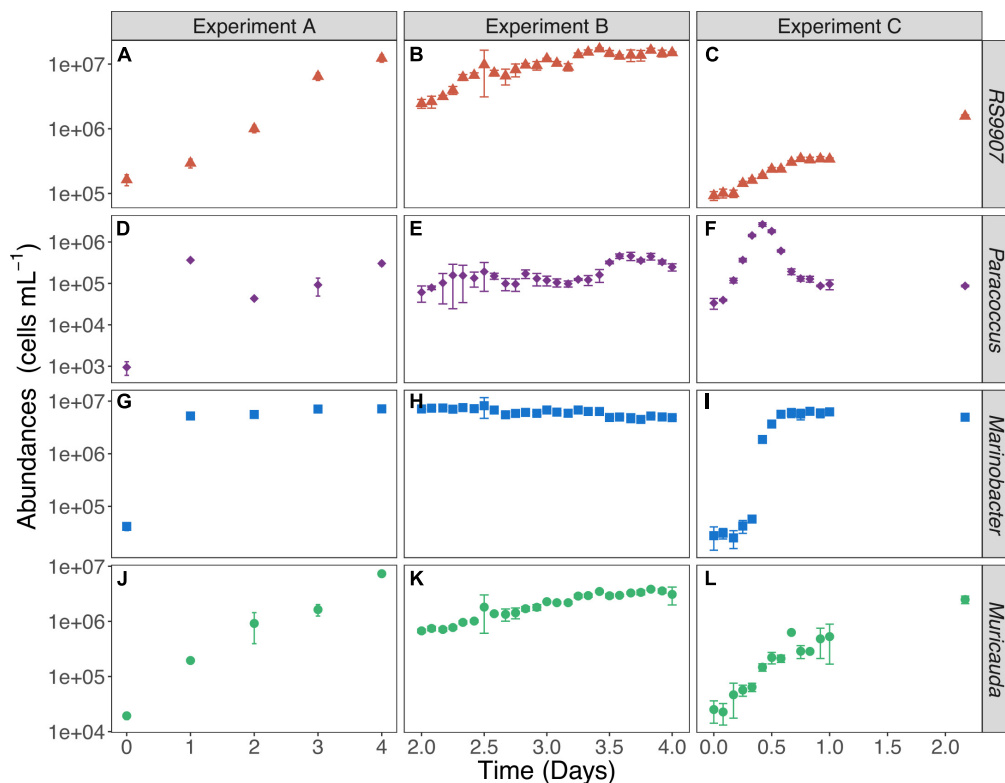 Experiment A Experiment B Experiment C
A B C
1e+07
1e+06
1e+05
RS9907
D E F
1e+06
1e+05
1e+04
1e+03
Paracoccus
G H I
1e+07
1e+06
1e+05
Marinobacter
J K L
1e+07
1e+06
1e+05
1e+04
Muricauda
Abundances (cells mL⁻¹)
0 1 2 3 4 2.0 2.5 3.0 3.5 4.0 0.0 0.5 1.0 1.5 2.0
Time (Days)